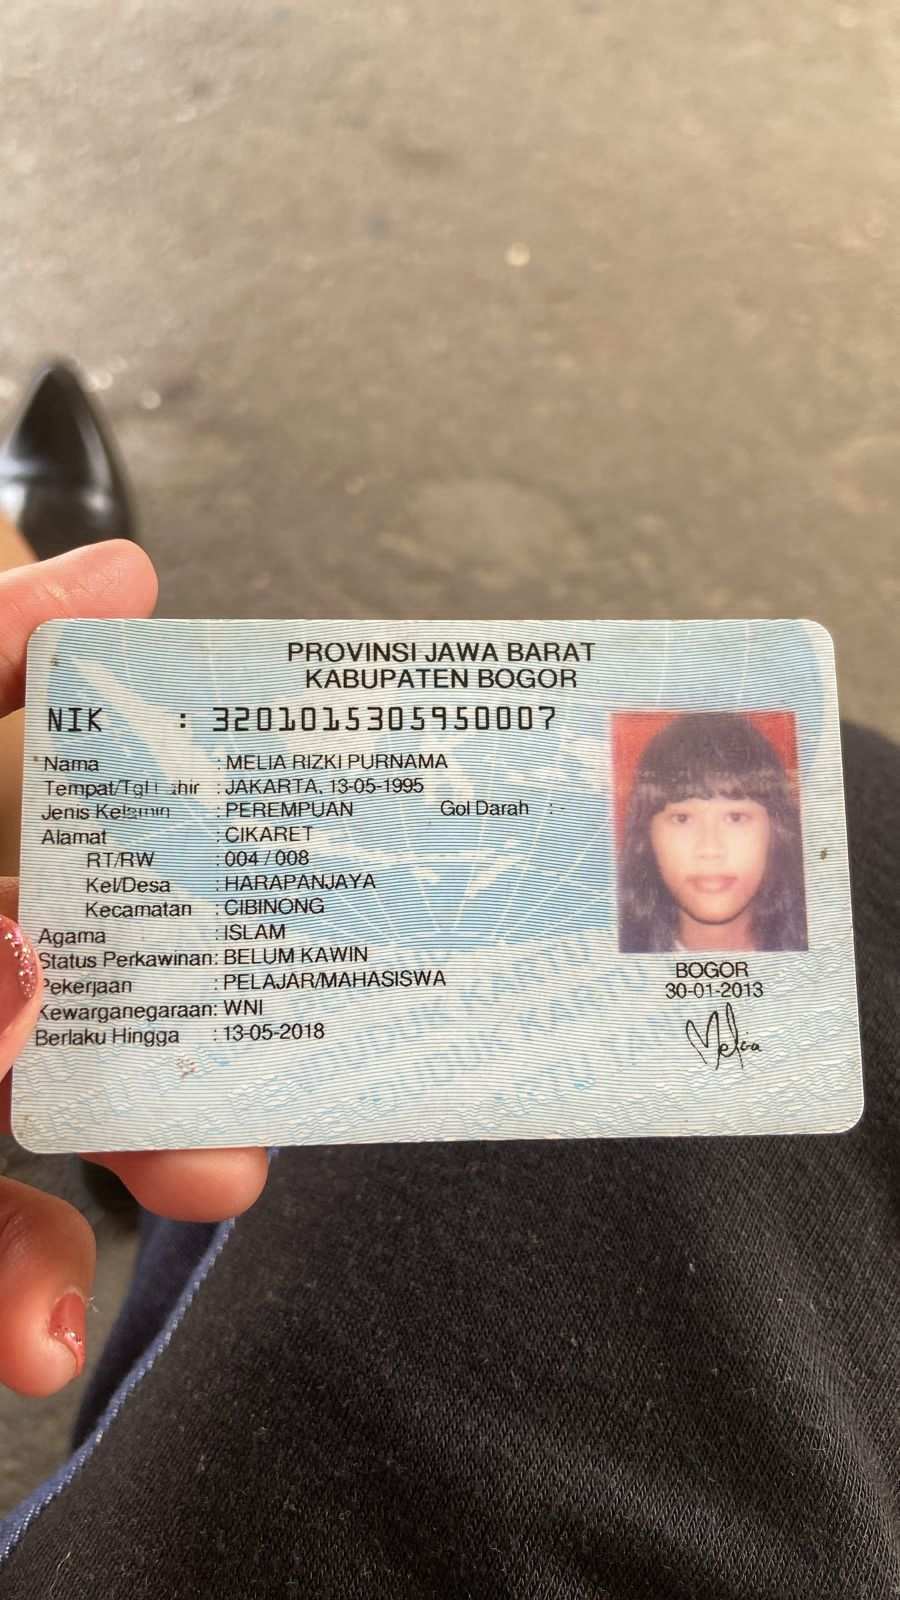 PROVINSI JAWA BARAT
KABUPATEN BOGOR
NIK : 3201015305950007
Nama : MELIA RIZKI PURNAMA
Tempat/Tgl Lahir : JAKARTA, 13-05-1995
Jenis Kelamin : PEREMPUAN Gol Darah : -
Alamat : CIKARET
RT/RW : 004 / 008
Kel/Desa : HARAPANJAYA
Kecamatan : CIBINONG
Agama : ISLAM
Status Perkawinan: BELUM KAWIN
Pekerjaan : PELAJAR/MAHASISWA
Kewarganegaraan: WNI
Berlaku Hingga : 13-05-2018
BOGOR
30-01-2013
Melia